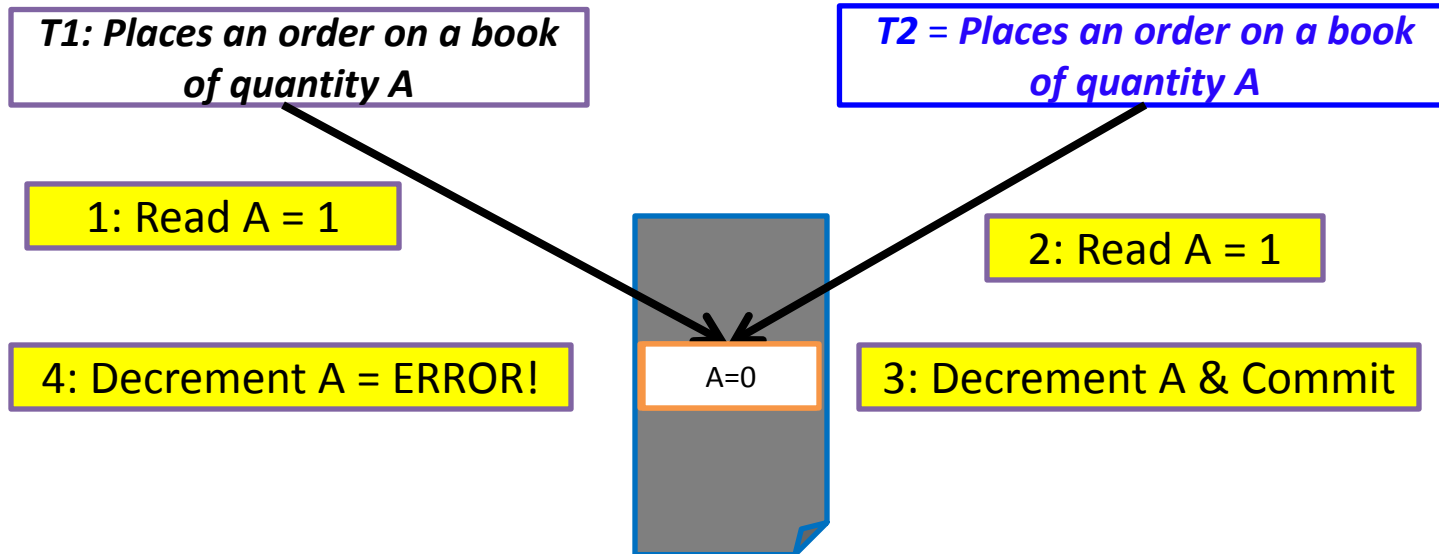 T1: Places an order on a book
of quantity A
T2 = Places an order on a book
of quantity A
1: Read A = 1
2: Read A = 1
4: Decrement A = ERROR!
A=0
3: Decrement A & Commit